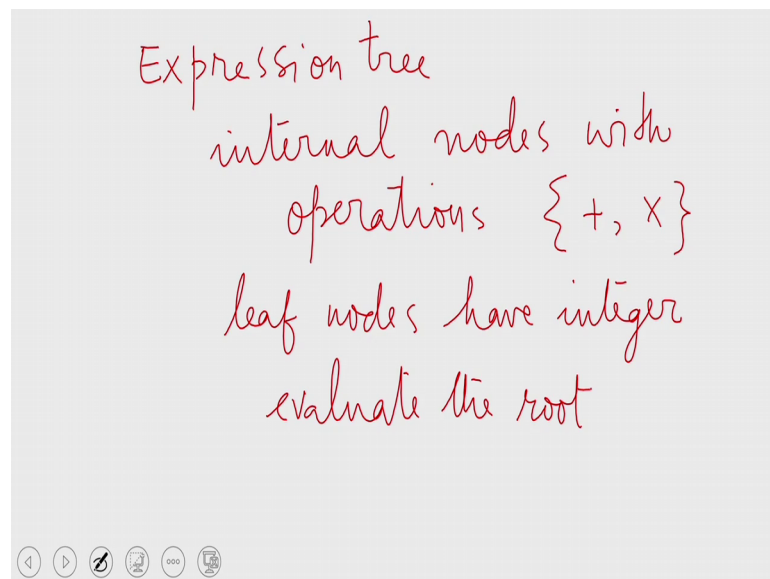 Expression tree
internal nodes with
operations {+, x}
leaf nodes have integer
evaluate the root